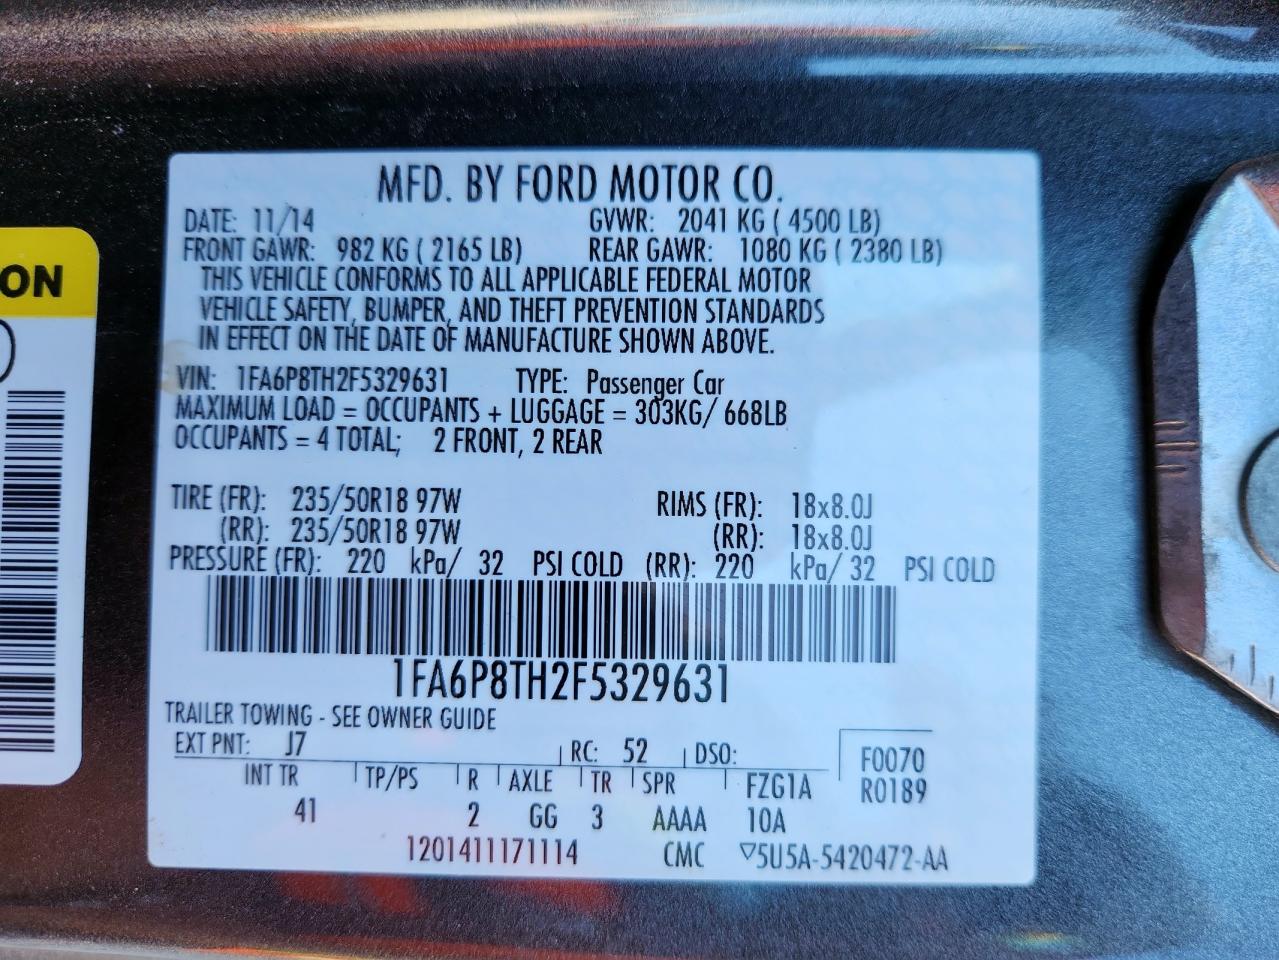 MFD. BY FORD MOTOR CO.
DATE: 11/14 GVWR: 2041 KG ( 4500 LB)
FRONT GAWR: 982 KG ( 2165 LB) REAR GAWR: 1080 KG ( 2380 LB)
THIS VEHICLE CONFORMS TO ALL APPLICABLE FEDERAL MOTOR
VEHICLE SAFETY, BUMPER, AND THEFT PREVENTION STANDARDS
IN EFFECT ON THE DATE OF MANUFACTURE SHOWN ABOVE.
ON
VIN: 1FA6P8TH2F5329631 TYPE: Passenger Car
MAXIMUM LOAD = OCCUPANTS + LUGGAGE = 303KG/ 668LB
OCCUPANTS = 4 TOTAL; 2 FRONT, 2 REAR
TIRE (FR): 235/50R18 97W RIMS (FR): 18x8.0J
(RR): 235/50R18 97W (RR): 18x8.0J
PRESSURE (FR): 220 kPa/ 32 PSI COLD (RR): 220 kPa/ 32 PSI COLD
1FA6P8TH2F5329631
TRAILER TOWING - SEE OWNER GUIDE
EXT PNT: J7 RC: 52 DSO: F0070
INT TR TP/PS R AXLE TR SPR FZG1A R0189
41 2 GG 3 AAAA 10A
1201411171114 CMC ▽5U5A-5420472-AA